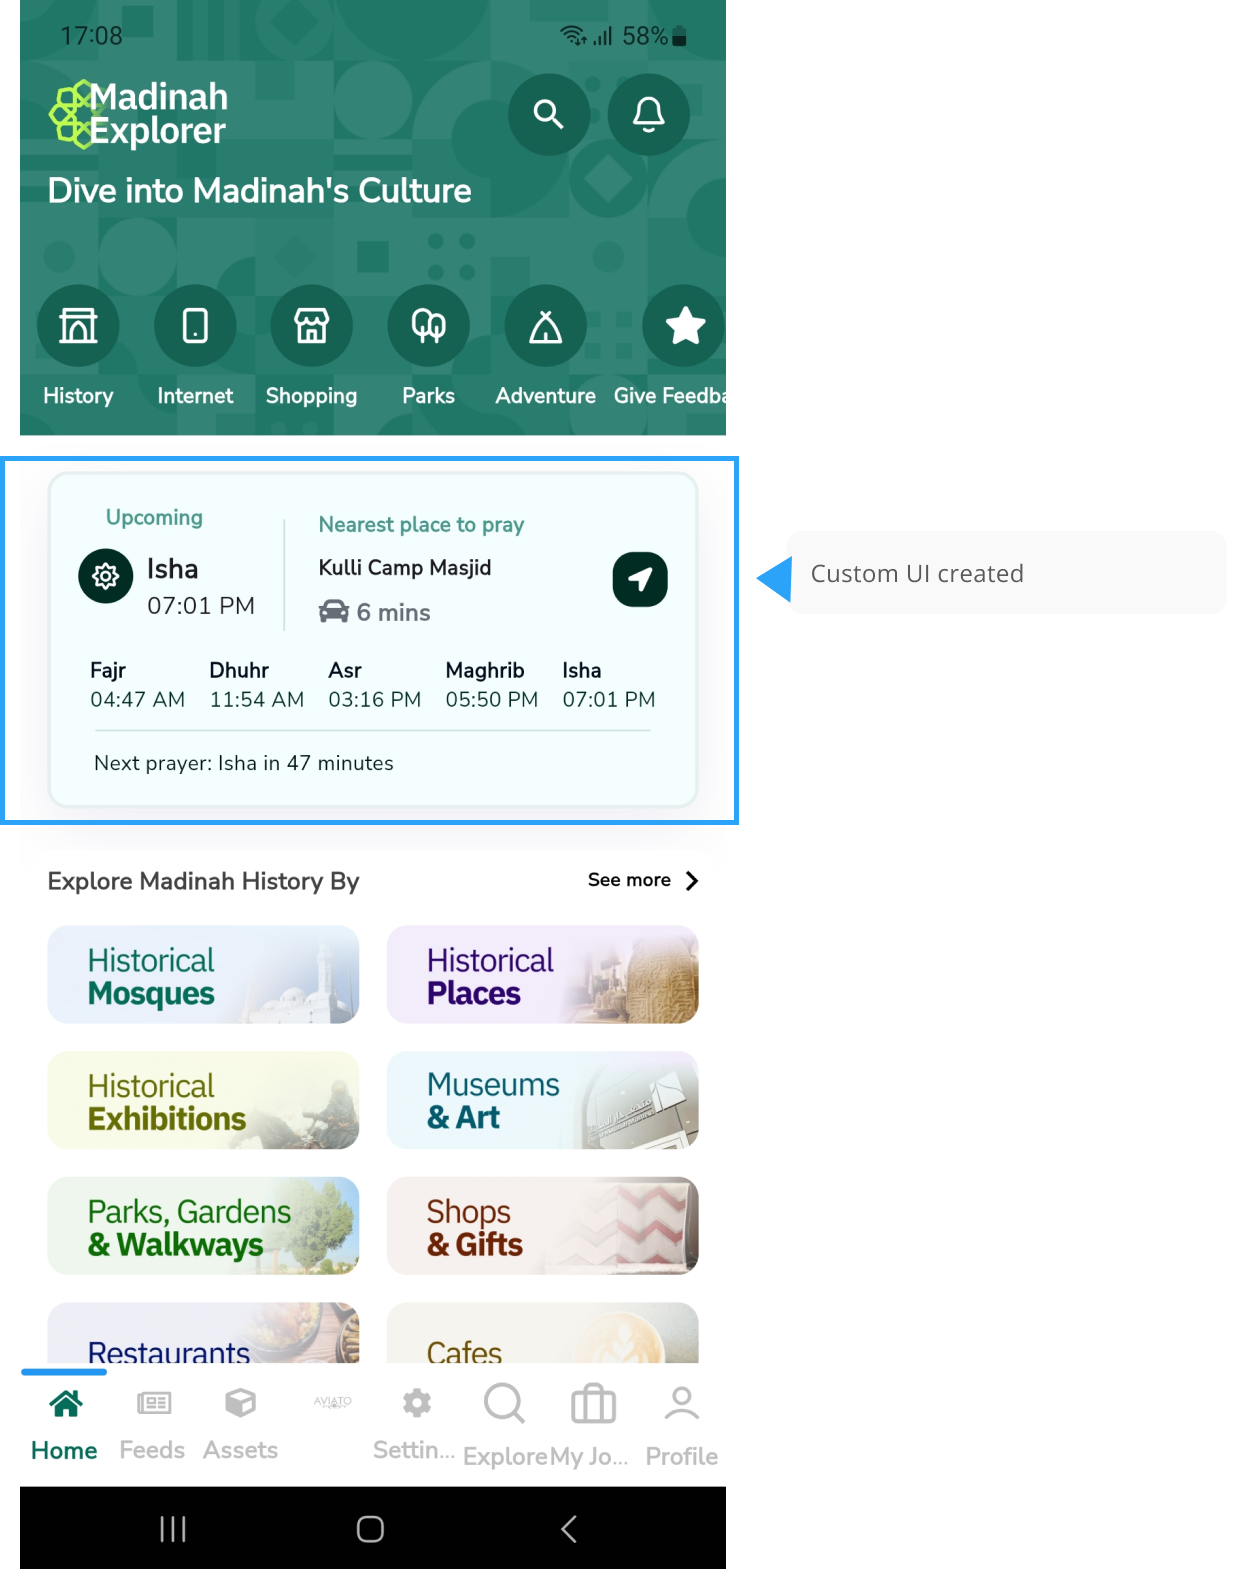 17:08
58%
Madinah
Explorer
Dive into Madinah's Culture
History Internet Shopping Parks Adventure Give Feedba
Upcoming
Isha
07:01 PM
Nearest place to pray
Kulli Camp Masjid
6 mins
Fajr Dhuhr Asr Maghrib Isha
04:47 AM 11:54 AM 03:16 PM 05:50 PM 07:01 PM
Next prayer: Isha in 47 minutes
Custom UI created
Explore Madinah History By
See more
Historical
Mosques
Historical
Places
Historical
Exhibitions
Museums
& Art
Parks, Gardens
& Walkways
Shops
& Gifts
Restaurants
Cafes
AVIATO
Home Feeds Assets Settin... Explore My Jo... Profile